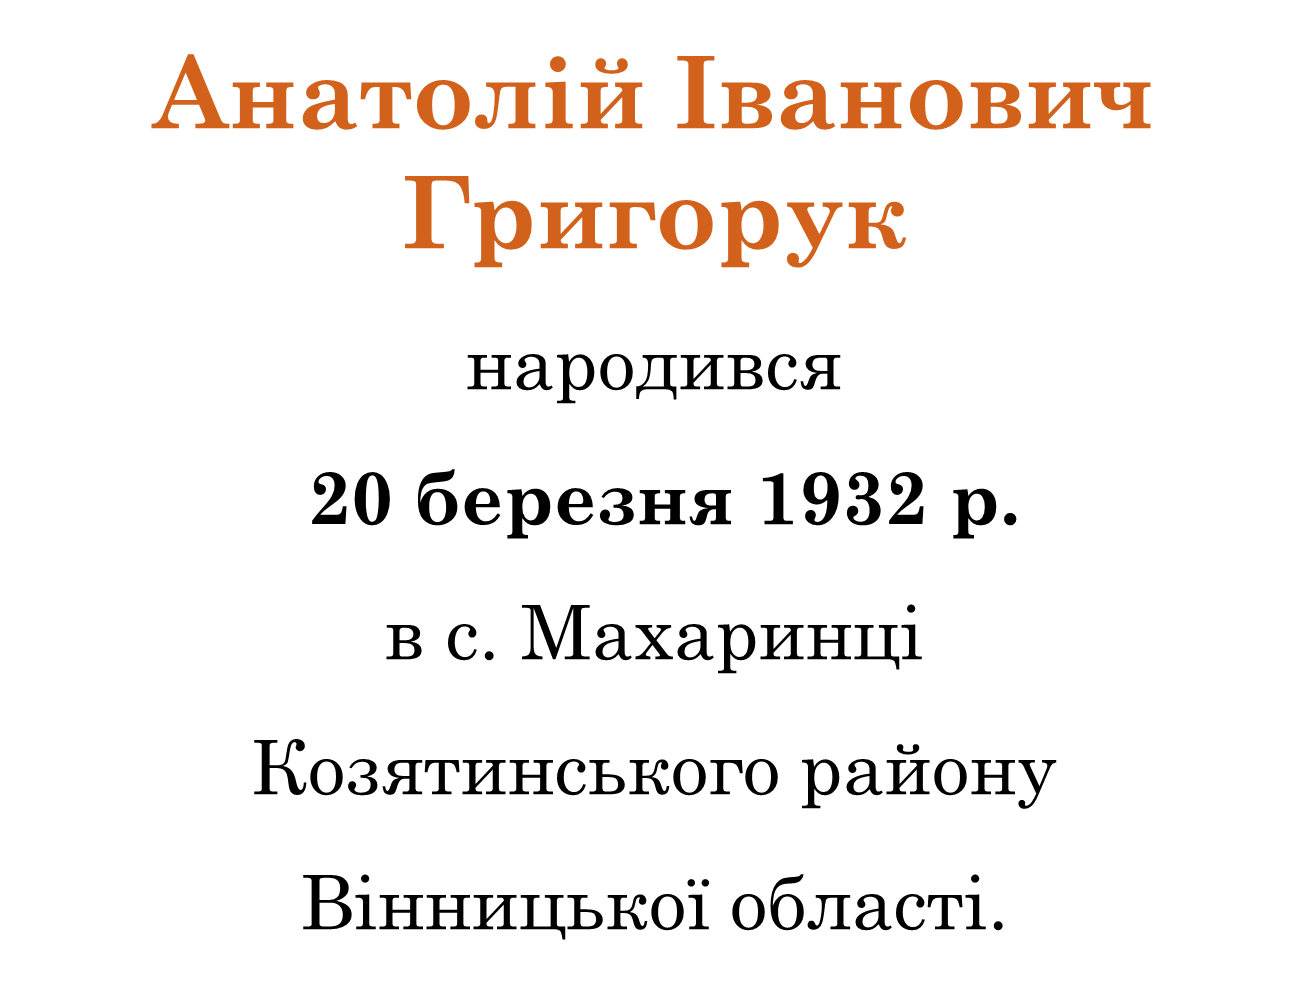 Анатолій Іванович
Григорук
народився
20 березня 1932 р.
в с. Махаринці
Козятинського району
Вінницької області.